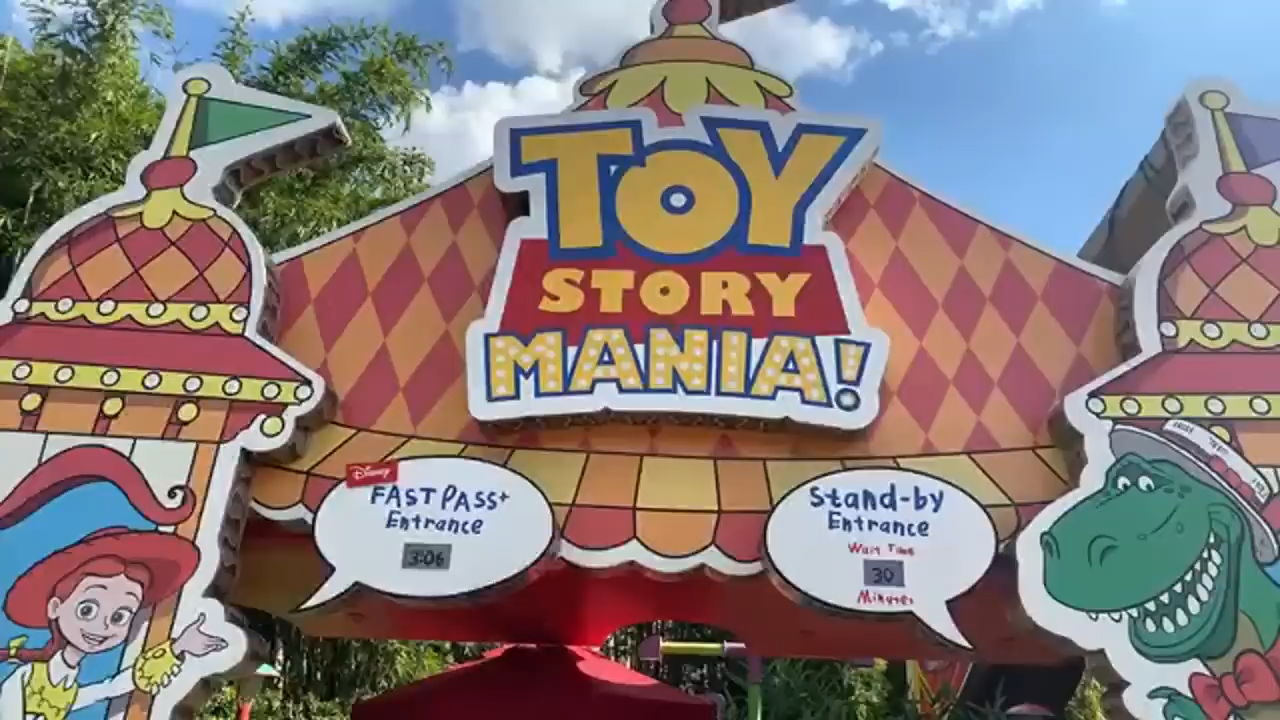 TOY
STORY
MANIA!
Disney
FASTPASS+
Entrance
3:06
Stand-by
Entrance
Wait Time
30
Minutes